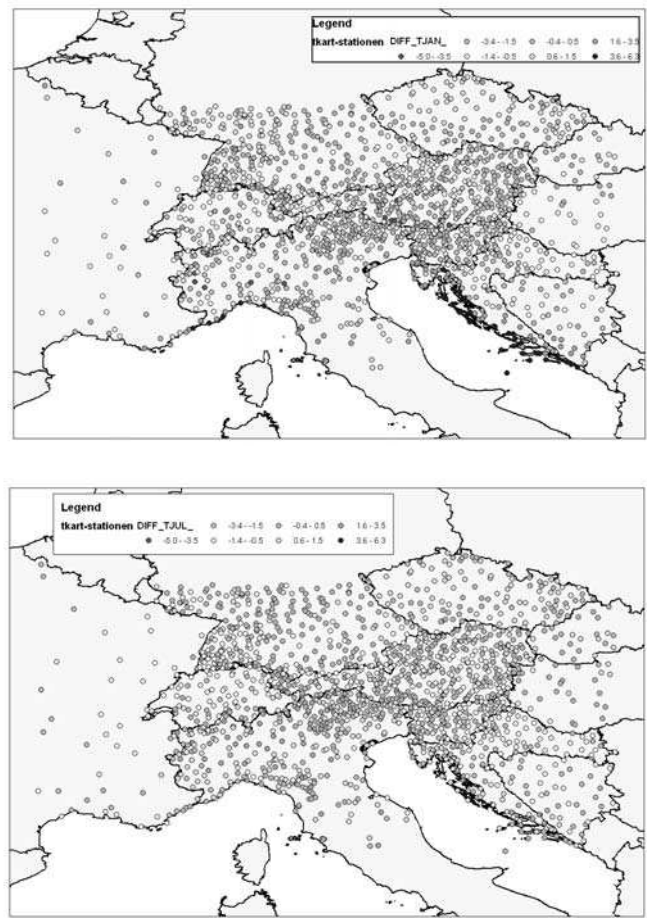 Legend
tkart-stationen DIFF_TJAN_ -3.4 - -1.5 -0.4 - 0.5 1.6 - 3.5
-5.0 - -3.5 -1.4 - -0.5 0.6 - 1.5 3.6 - 6.3
Legend
tkart-stationen DIFF_TJUL_ -3.4 - -1.5 -0.4 - 0.5 1.6 - 3.5
-5.0 - -3.5 -1.4 - -0.5 0.6 - 1.5 3.6 - 6.3